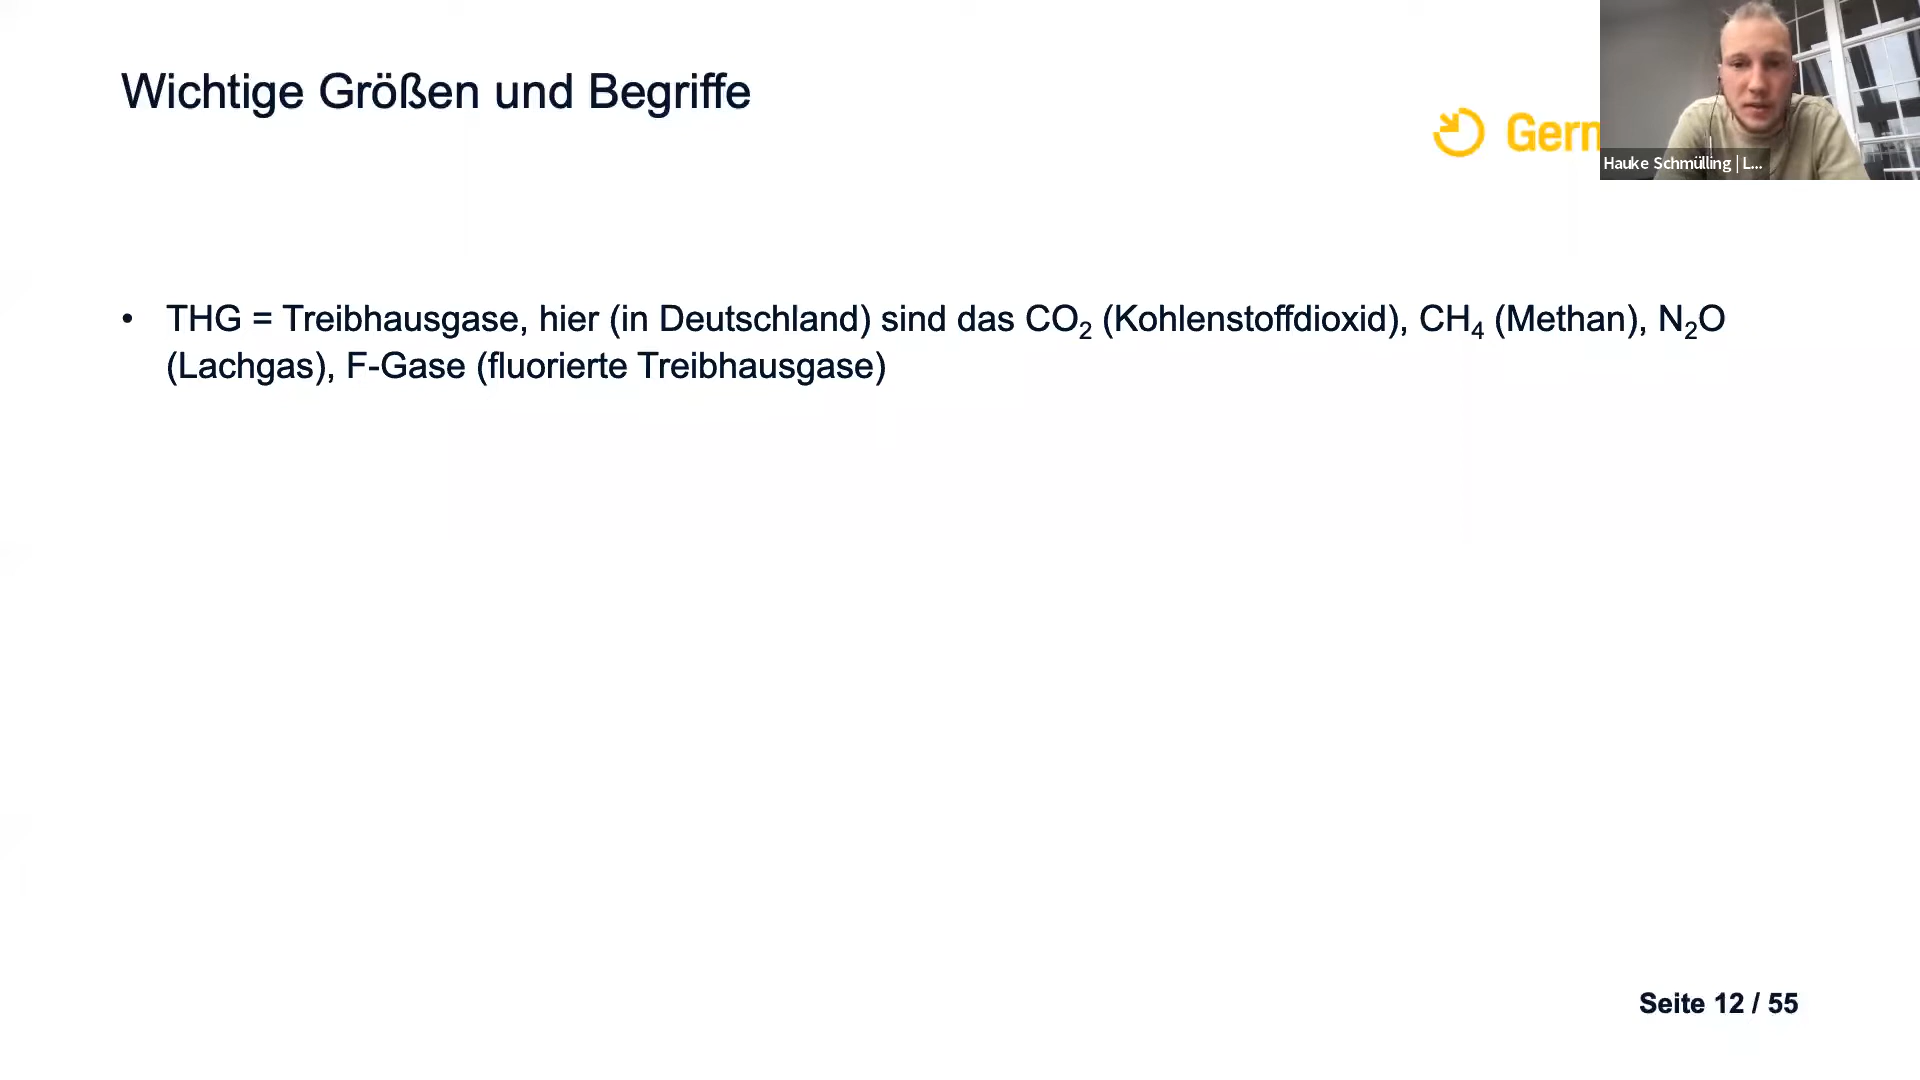 Wichtige Größen und Begriffe
Gern
Hauke Schmülling | L...
• THG = Treibhausgase, hier (in Deutschland) sind das CO₂ (Kohlenstoffdioxid), CH₄ (Methan), N₂O
(Lachgas), F-Gase (fluorierte Treibhausgase)
Seite 12 / 55